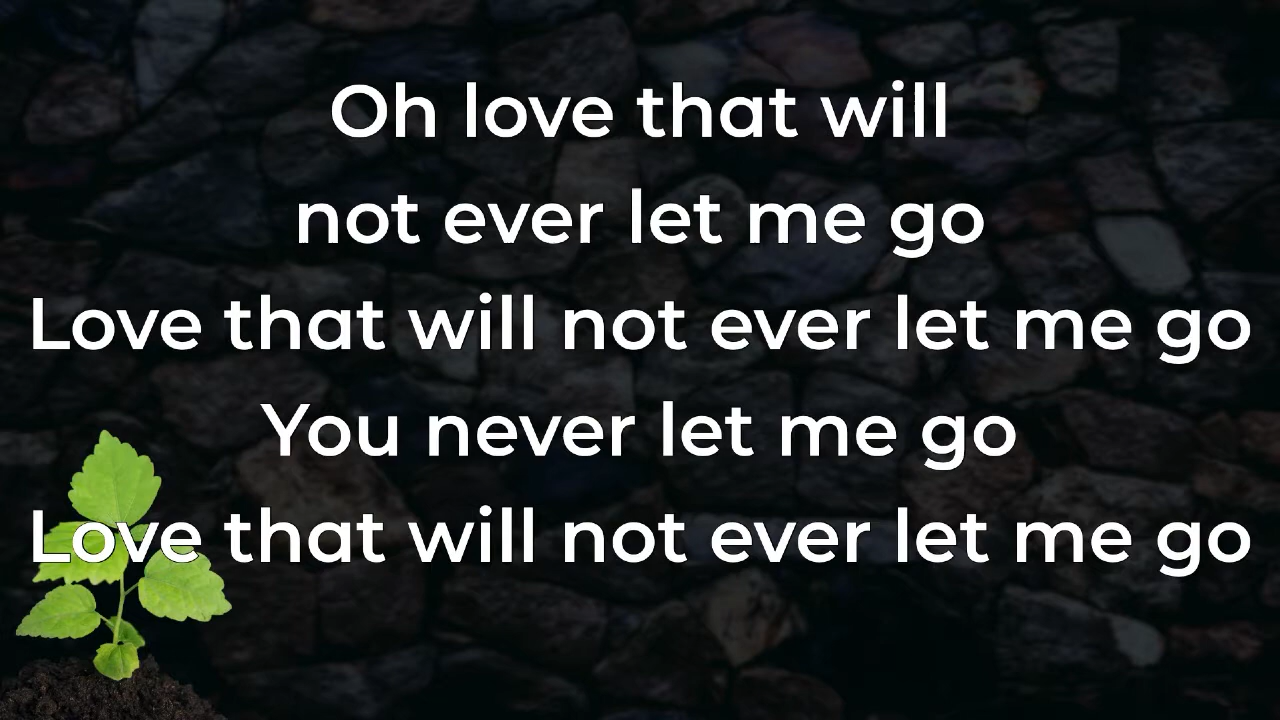 Oh love that will
not ever let me go
Love that will not ever let me go
You never let me go
Love that will not ever let me go